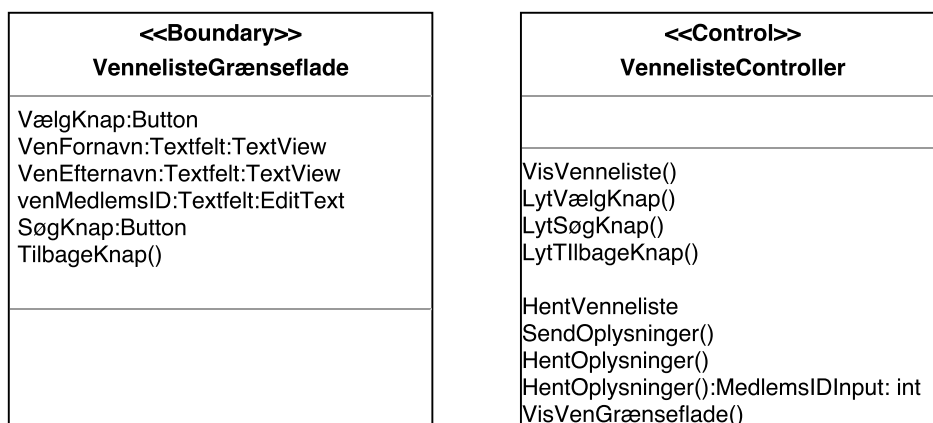 <<Boundary>>
VennelisteGrænseflade
VælgKnap:Button
VenFornavn:Textfelt:TextView
VenEfternavn:Textfelt:TextView
venMedlemsID:Textfelt:EditText
SøgKnap:Button
TilbageKnap()
<<Control>>
VennelisteController
VisVenneliste()
LytVælgKnap()
LytSøgKnap()
LytTIlbageKnap()
HentVenneliste
SendOplysninger()
HentOplysninger()
HentOplysninger():MedlemsIDInput: int
VisVenGrænseflade()